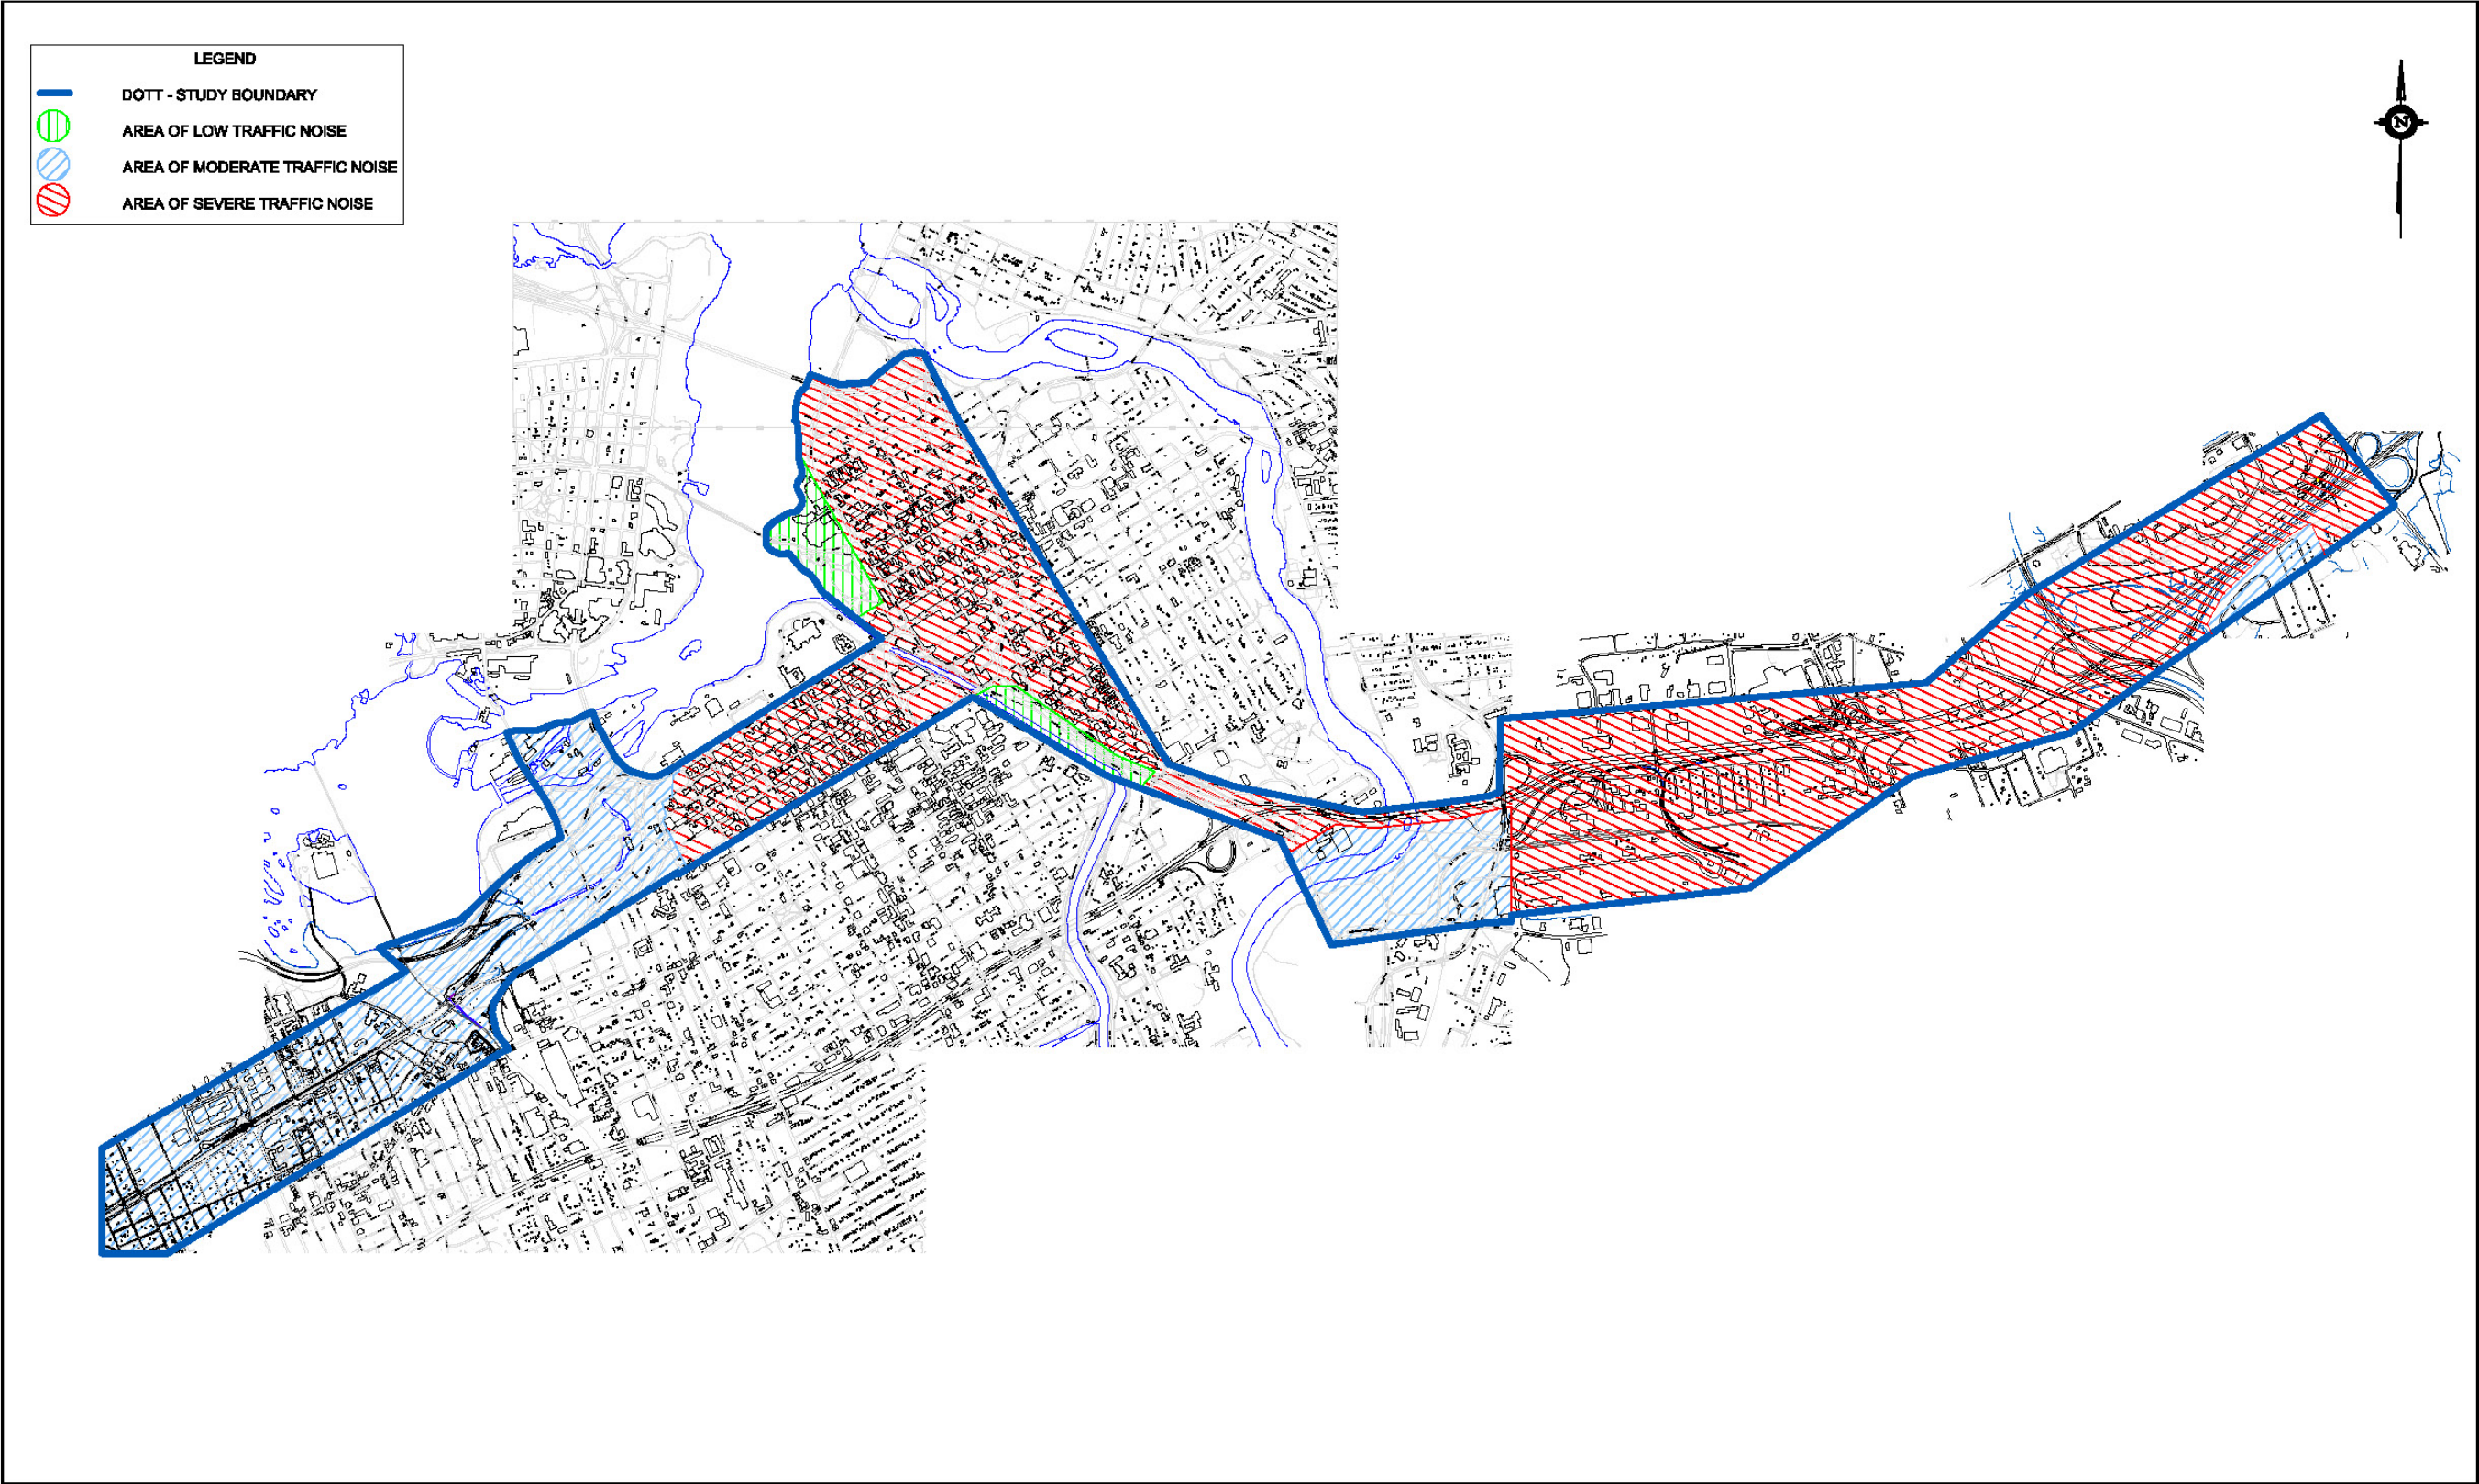 LEGEND
DOTT - STUDY BOUNDARY
AREA OF LOW TRAFFIC NOISE
AREA OF MODERATE TRAFFIC NOISE
AREA OF SEVERE TRAFFIC NOISE
N